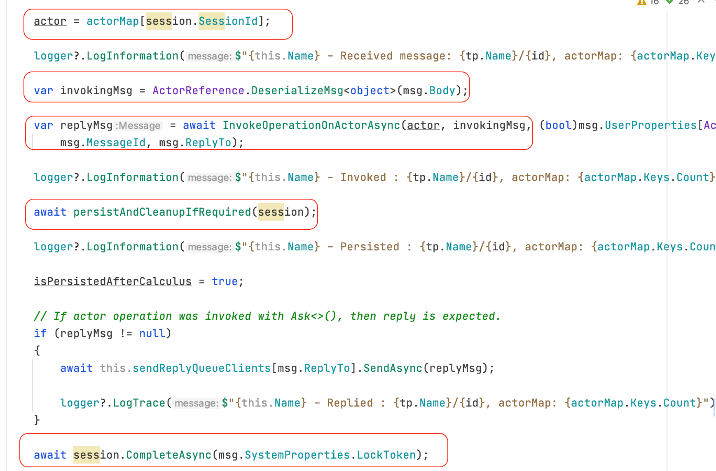 16 26
actor = actorMap[session.SessionId];
logger?.LogInformation( message: $"{this.Name} - Received message: {tp.Name}/{id}, actorMap: {actorMap.Key
var invokingMsg = ActorReference.DeserializeMsg<object>(msg.Body);
var replyMsg :Message = await InvokeOperationOnActorAsync(actor, invokingMsg, (bool)msg.UserProperties[Ac
msg.MessageId, msg.ReplyTo);
logger?.LogInformation( message: $"{this.Name} - Invoked : {tp.Name}/{id}, actorMap: {actorMap.Keys.Count}
await persistAndCleanupIfRequired(session);
logger?.LogInformation( message: $"{this.Name} - Persisted : {tp.Name}/{id}, actorMap: {actorMap.Keys.Coun
isPersistedAfterCalculus = true;
// If actor operation was invoked with Ask<>(), then reply is expected.
if (replyMsg != null)
{
await this.sendReplyQueueClients[msg.ReplyTo].SendAsync(replyMsg);
logger?.LogTrace( message: $"{this.Name} - Replied : {tp.Name}/{id}, actorMap: {actorMap.Keys.Count}")
}
await session.CompleteAsync(msg.SystemProperties.LockToken);